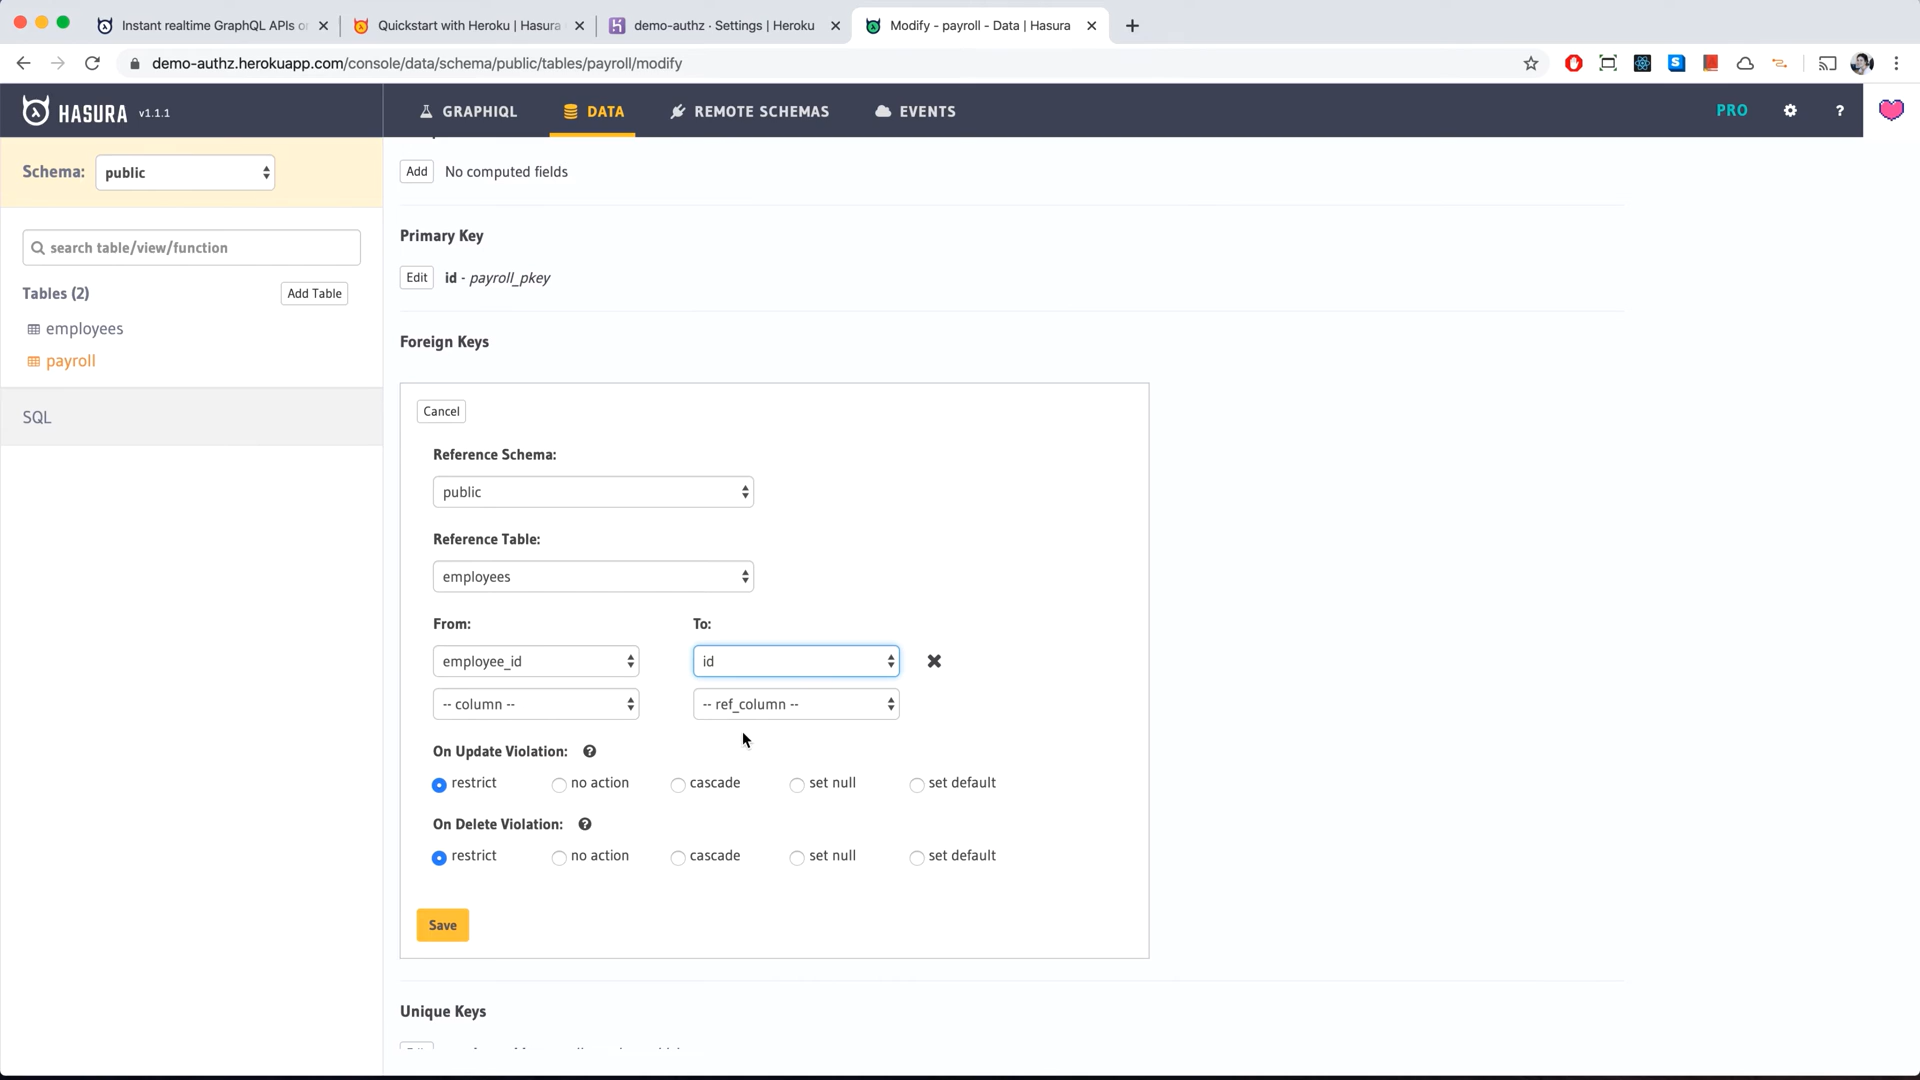 Instant realtime GraphQL APIs o
Quickstart with Heroku | Hasura
demo-authz · Settings | Heroku
Modify - payroll - Data | Hasura
demo-authz.herokuapp.com/console/data/schema/public/tables/payroll/modify
HASURA v1.1.1
GRAPHIQL
DATA
REMOTE SCHEMAS
EVENTS
PRO
?
Schema: public
search table/view/function
Tables (2)
Add Table
employees
payroll
SQL
Add No computed fields
Primary Key
Edit id - payroll_pkey
Foreign Keys
Cancel
Reference Schema:
public
Reference Table:
employees
From: To:
employee_id id
-- column -- -- ref_column --
On Update Violation: ?
restrict no action cascade set null set default
On Delete Violation: ?
restrict no action cascade set null set default
Save
Unique Keys